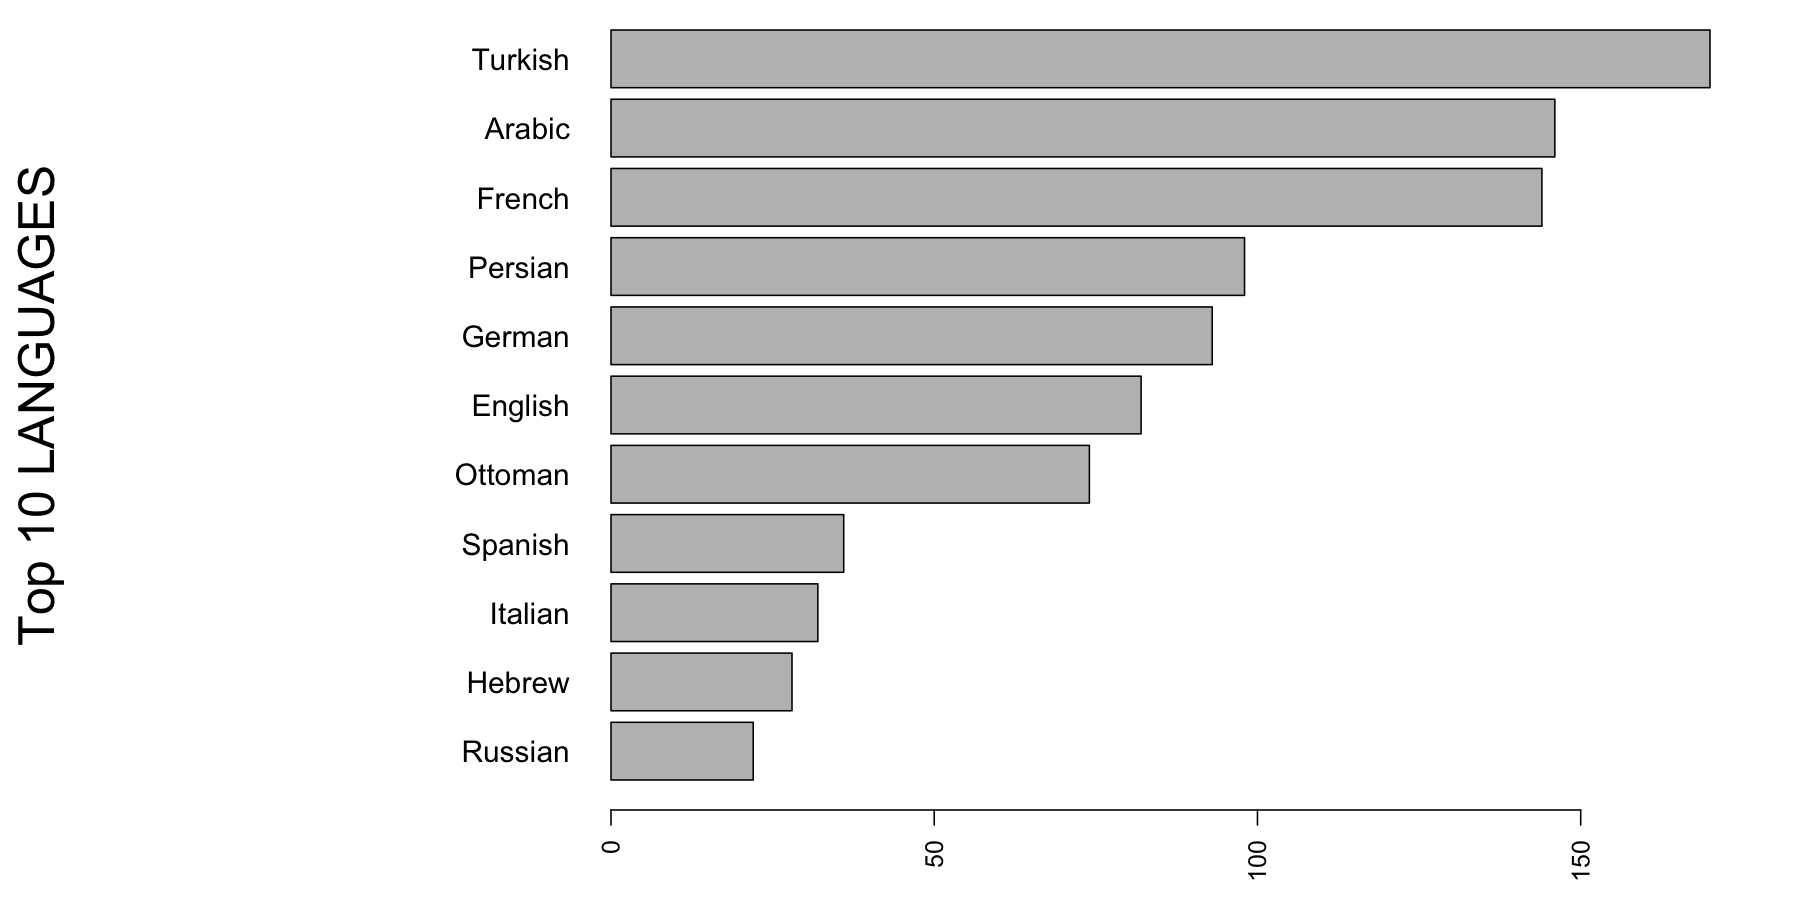 Top 10 LANGUAGES
Turkish
Arabic
French
Persian
German
English
Ottoman
Spanish
Italian
Hebrew
Russian
0
50
100
150